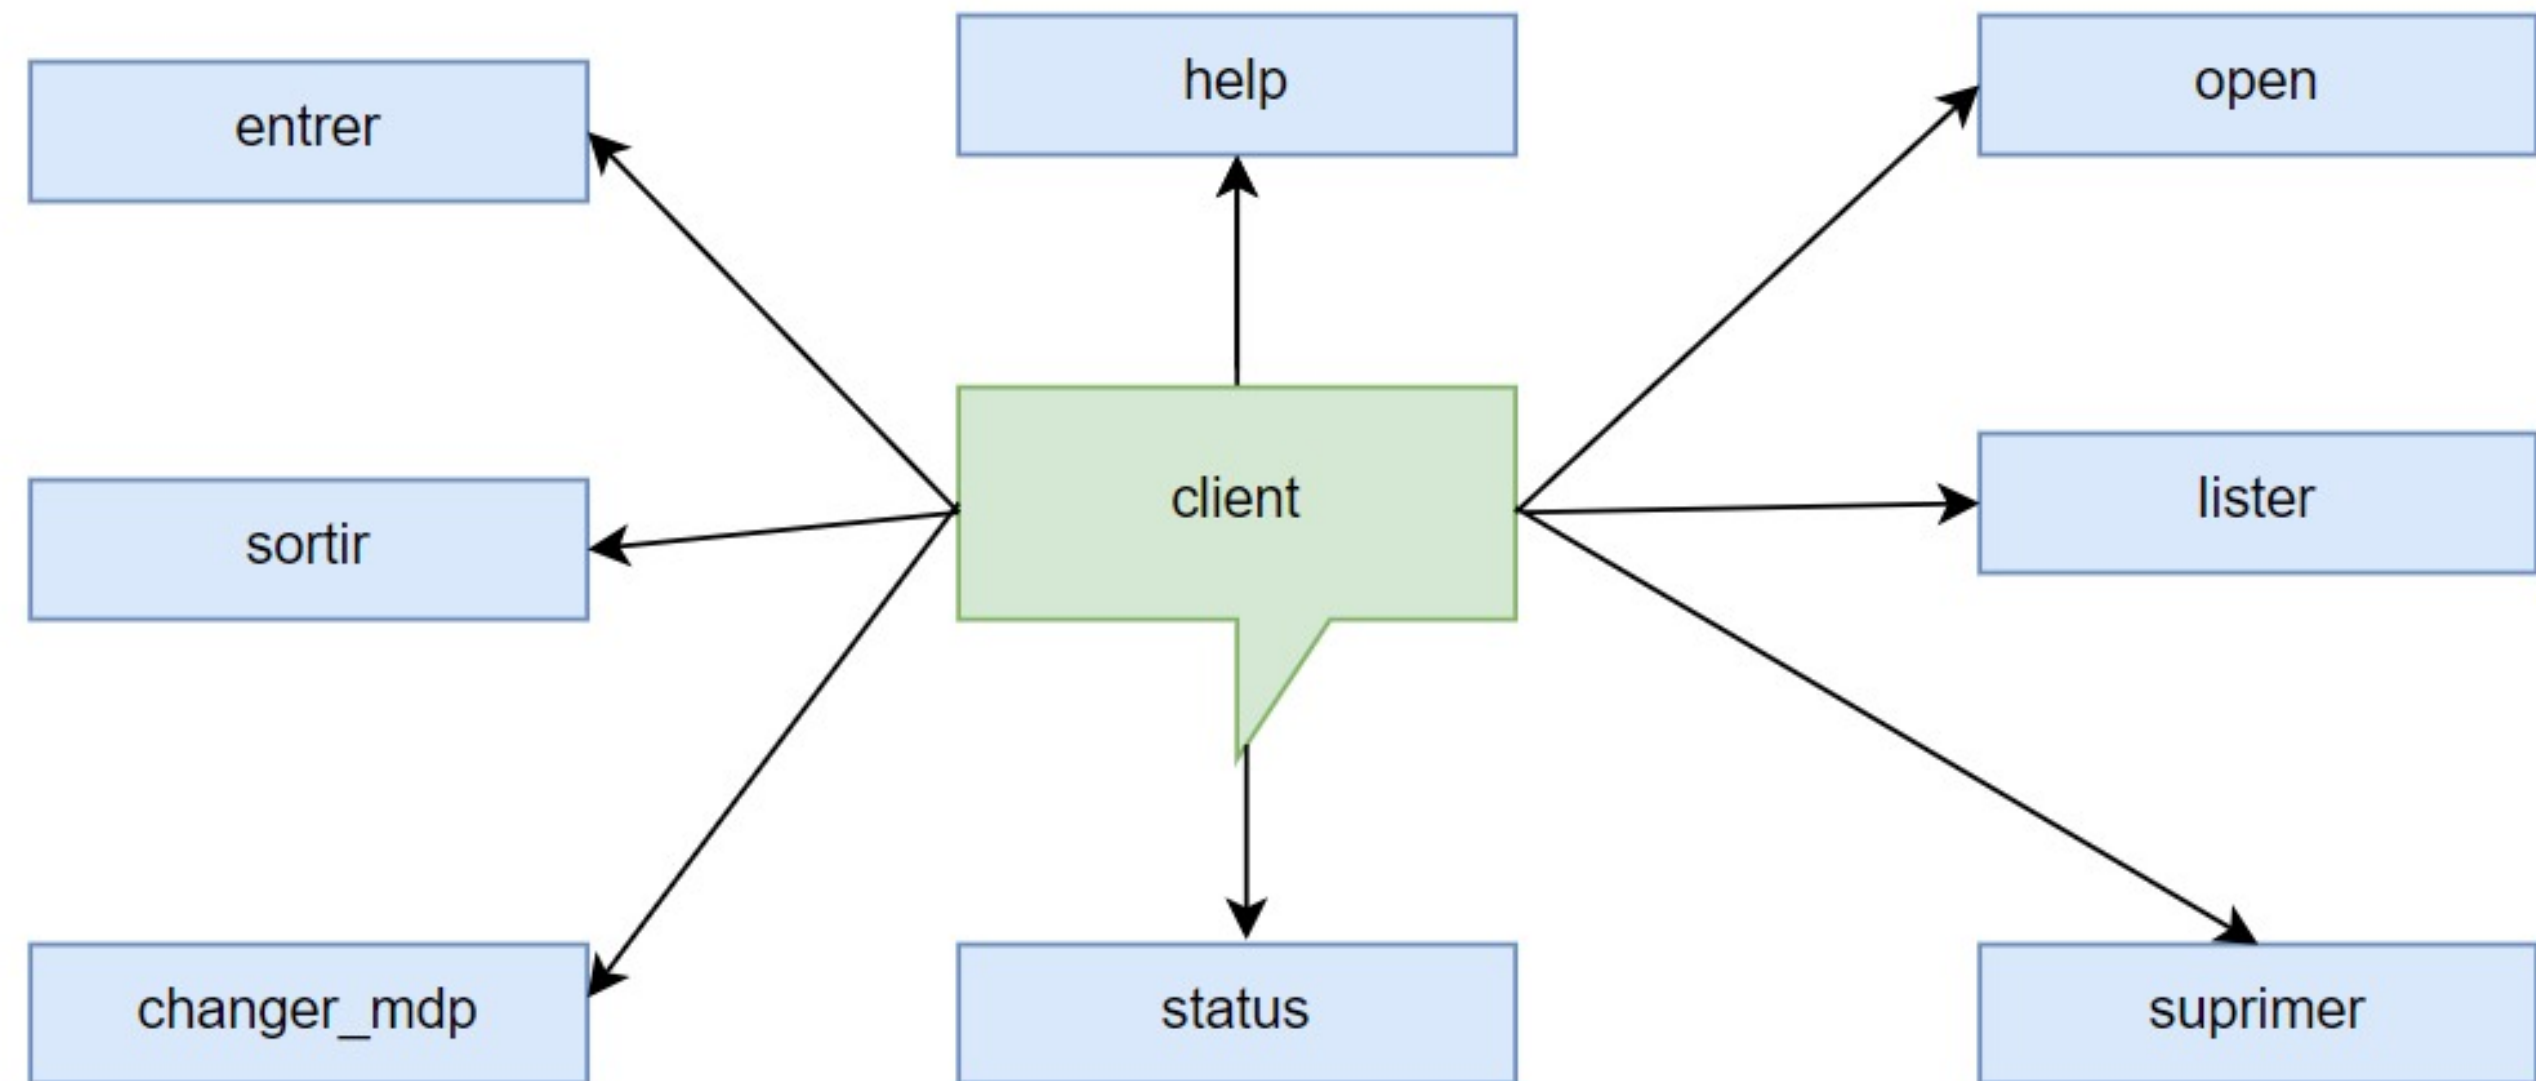 help
open
entrer
client
lister
sortir
changer_mdp
status
suprimer